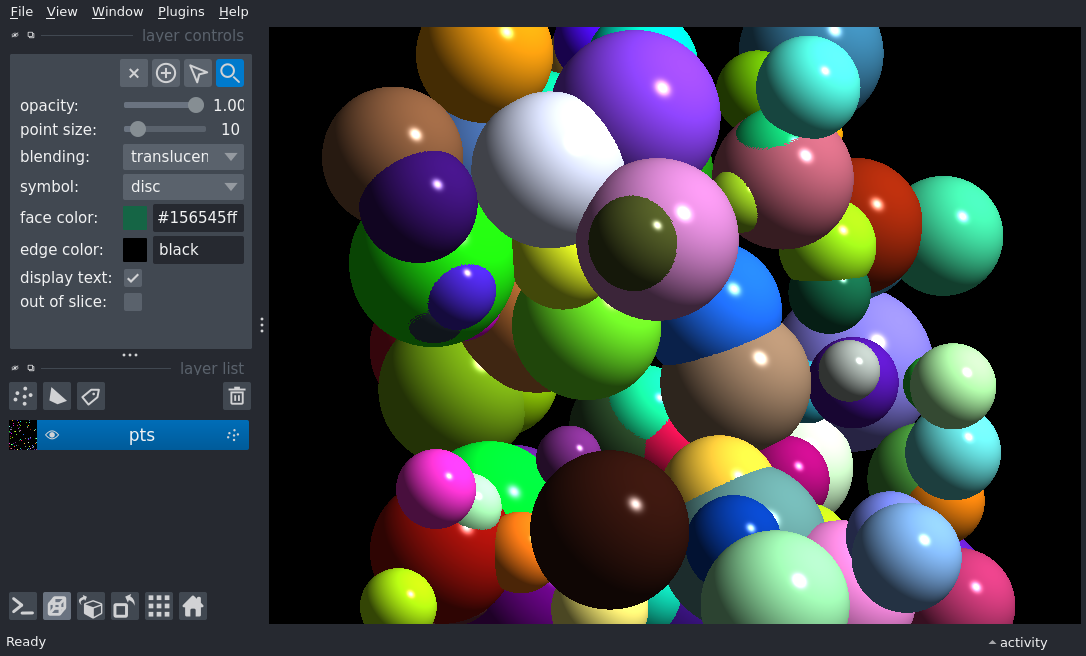 File View Window Plugins Help
layer controls
opacity: 1.00
point size: 10
blending: translucen
symbol: disc
face color: #156545ff
edge color: black
display text:
out of slice:
layer list
pts
Ready
activity